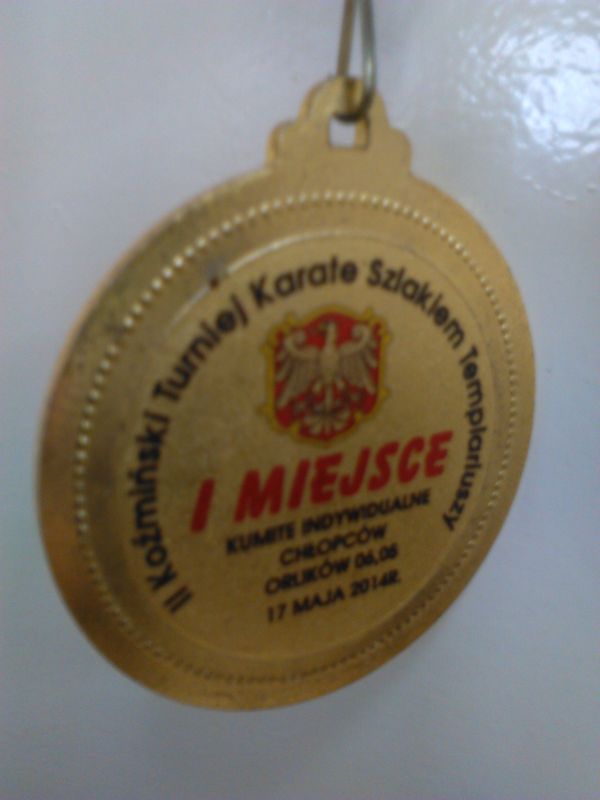 II Koźmiński Turniej Karate Szlakiem Templariuszy
I MIEJSCE
KUMITE INDYWIDUALNE
CHŁOPCÓW
ORLIKÓW 06,05
17 MAJA 2014R.